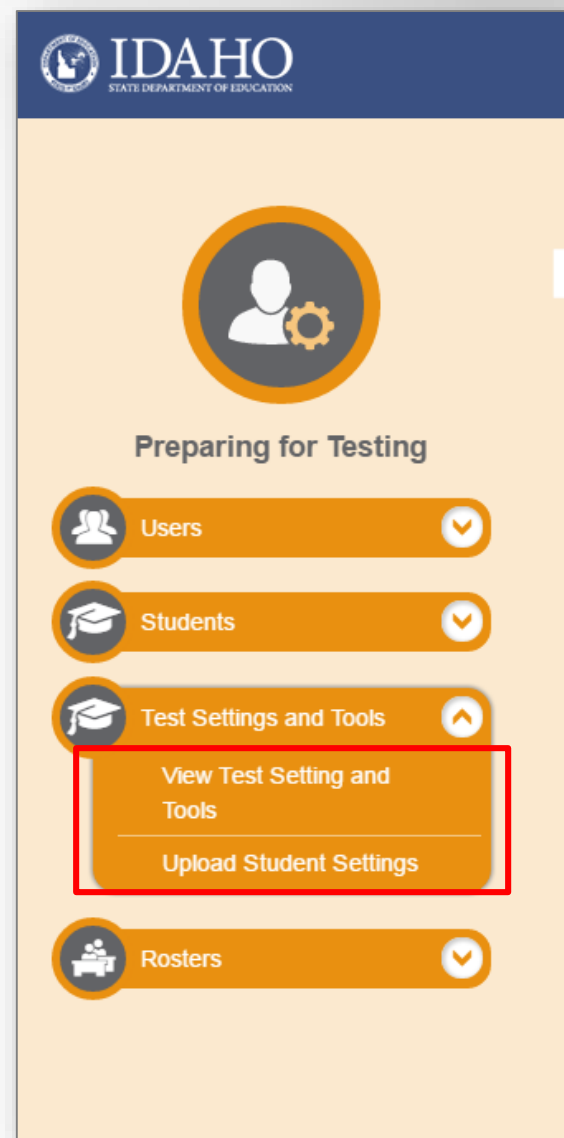 IDAHO
STATE DEPARTMENT OF EDUCATION
Preparing for Testing
Users
Students
Test Settings and Tools
View Test Setting and
Tools
Upload Student Settings
Rosters